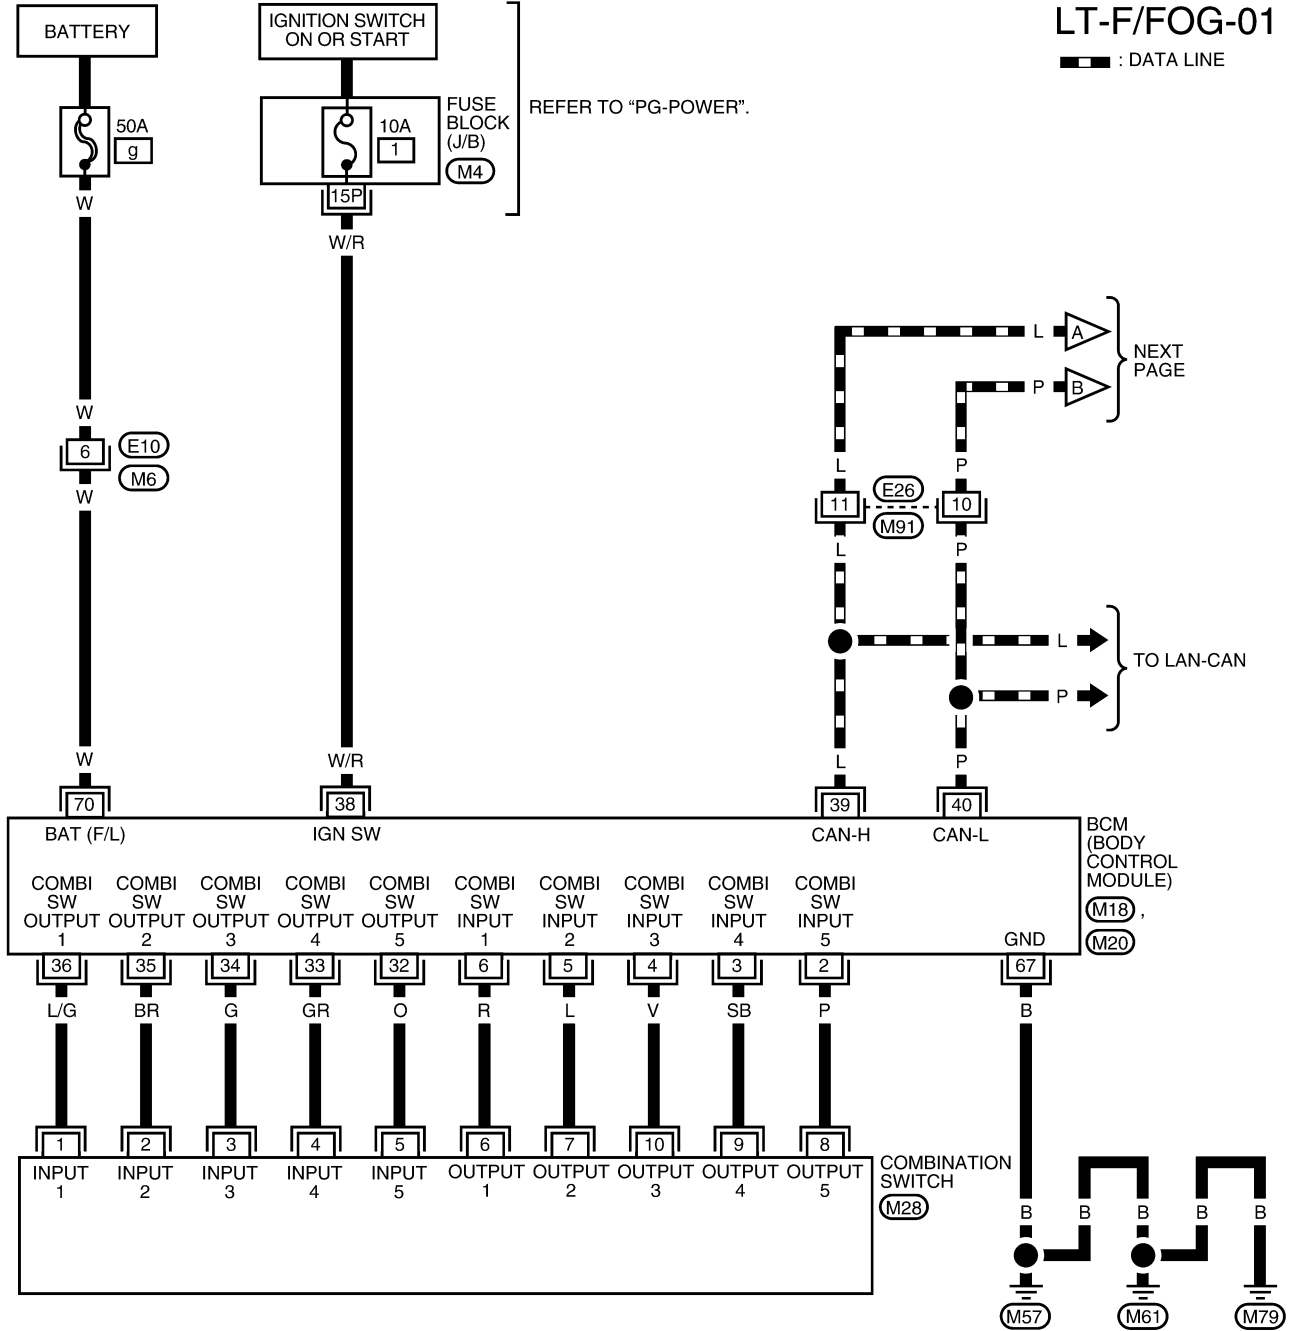 LT-F/FOG-01
: DATA LINE
BATTERY
IGNITION SWITCH
ON OR START
50A
g
10A
1
FUSE
BLOCK
(J/B)
M4
REFER TO “PG-POWER”.
15P
W
W/R
L
A
P
B
NEXT
PAGE
W
6
E10
M6
W
L
P
11
E26
M91
10
L
P
L
P
TO LAN-CAN
W
W/R
L
P
70
38
39
40
BAT (F/L)
IGN SW
CAN-H
CAN-L
BCM
(BODY
CONTROL
MODULE)
M18 ,
M20
COMBI
SW
OUTPUT
1
COMBI
SW
OUTPUT
2
COMBI
SW
OUTPUT
3
COMBI
SW
OUTPUT
4
COMBI
SW
OUTPUT
5
COMBI
SW
INPUT
1
COMBI
SW
INPUT
2
COMBI
SW
INPUT
3
COMBI
SW
INPUT
4
COMBI
SW
INPUT
5
GND
36
35
34
33
32
6
5
4
3
2
67
L/G
BR
G
GR
O
R
L
V
SB
P
B
1
2
3
4
5
6
7
10
9
8
INPUT
1
INPUT
2
INPUT
3
INPUT
4
INPUT
5
OUTPUT
1
OUTPUT
2
OUTPUT
3
OUTPUT
4
OUTPUT
5
COMBINATION
SWITCH
M28
B
B
B
B
B
M57
M61
M79